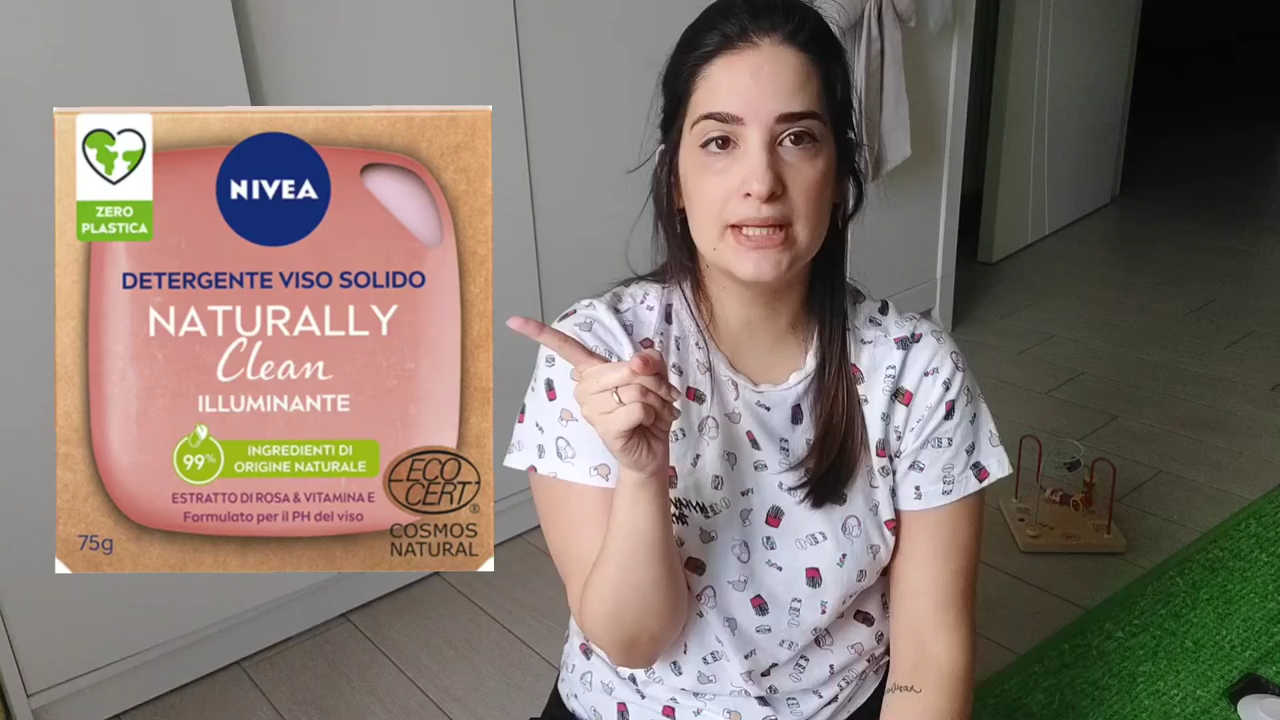 ZERO
PLASTICA
NIVEA
DETERGENTE VISO SOLIDO
NATURALLY
Clean
ILLUMINANTE
99%
INGREDIENTI DI
ORIGINE NATURALE
ESTRATTO DI ROSA & VITAMINA E
Formulato per il PH del viso
75g
ECO
CERT
®
COSMOS
NATURAL